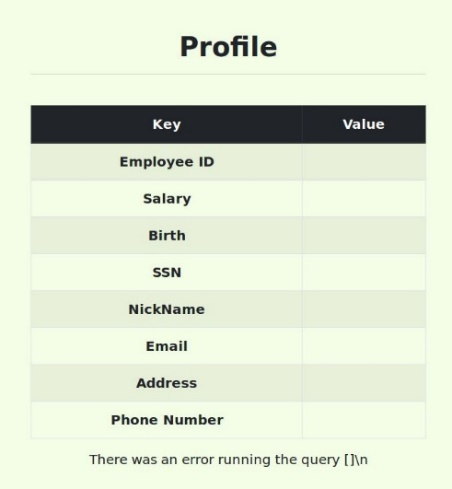 Profile
Key Value
Employee ID
Salary
Birth
SSN
NickName
Email
Address
Phone Number
There was an error running the query []\n